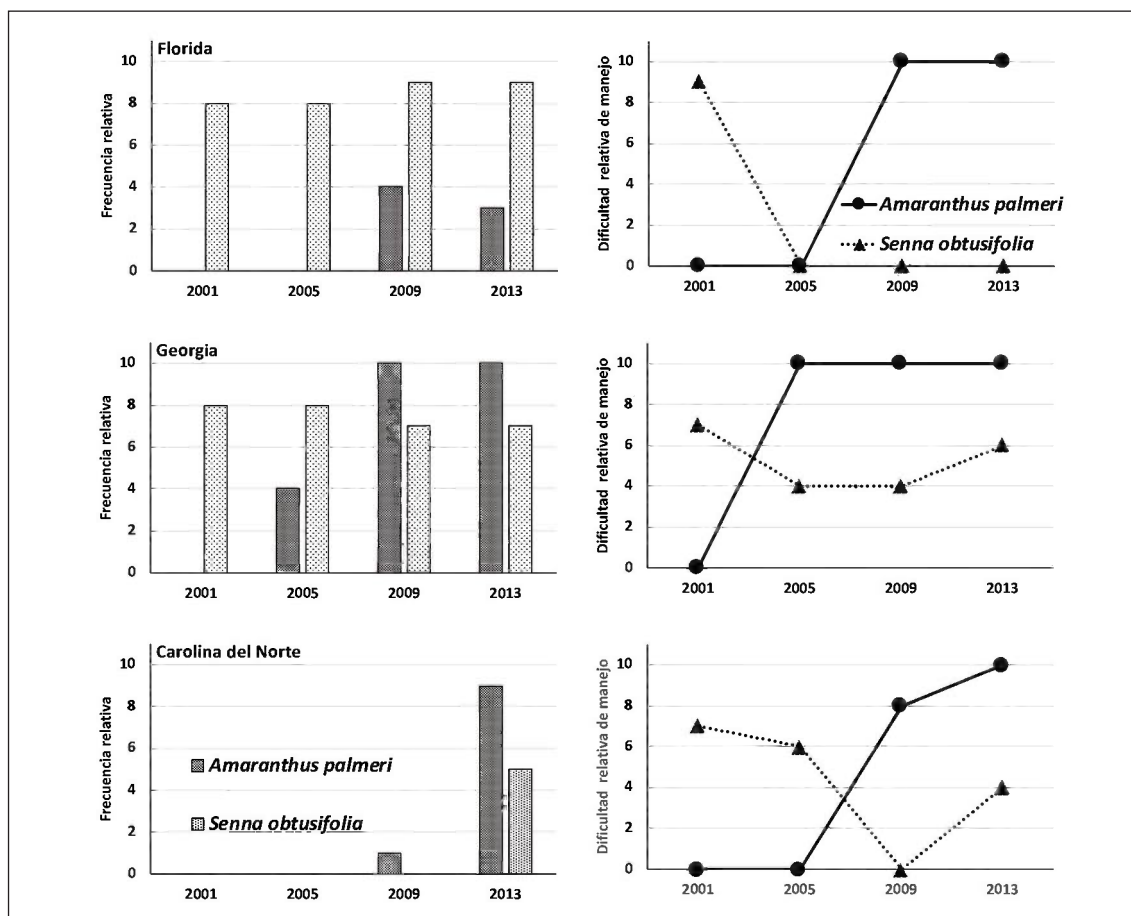 Florida
Frecuencia relativa
10
8
6
4
2
0
2001 2005 2009 2013
Dificultad relativa de manejo
10
8
6
4
2
0
Amaranthus palmeri
Senna obtusifolia
2001 2005 2009 2013
Georgia
Frecuencia relativa
10
8
6
4
2
0
2001 2005 2009 2013
Dificultad relativa de manejo
10
8
6
4
2
0
2001 2005 2009 2013
Carolina del Norte
Frecuencia relativa
10
8
6
4
2
0
Amaranthus palmeri
Senna obtusifolia
2001 2005 2009 2013
Dificultad relativa de manejo
10
8
6
4
2
0
2001 2005 2009 2013